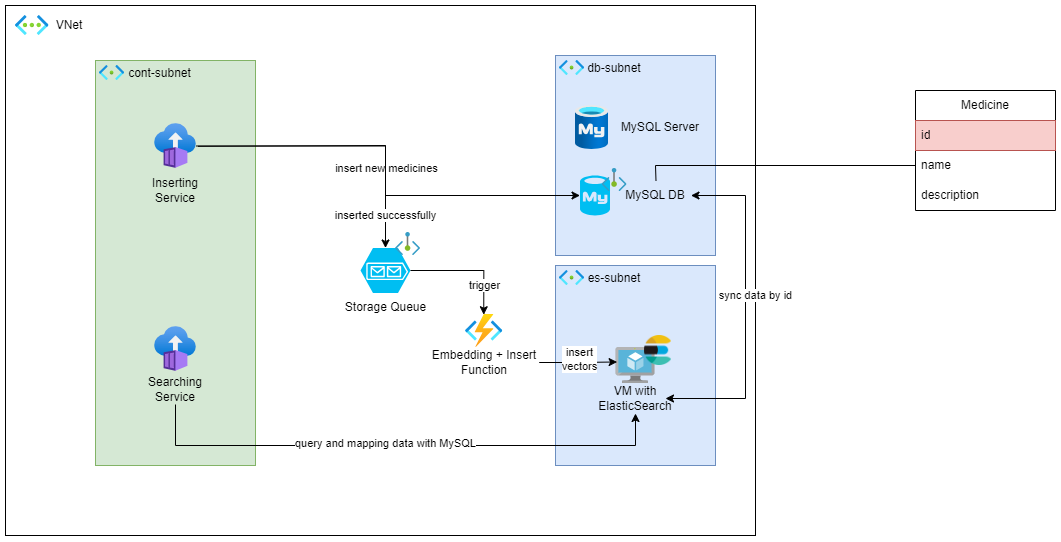 VNet
cont-subnet
db-subnet
Medicine
My
MySQL Server
id
insert new medicines
name
Inserting
Service
My
MySQL DB
description
inserted successfully
es-subnet
trigger
sync data by id
Storage Queue
Embedding + Insert
Function
insert
vectors
Searching
Service
VM with
ElasticSearch
query and mapping data with MySQL